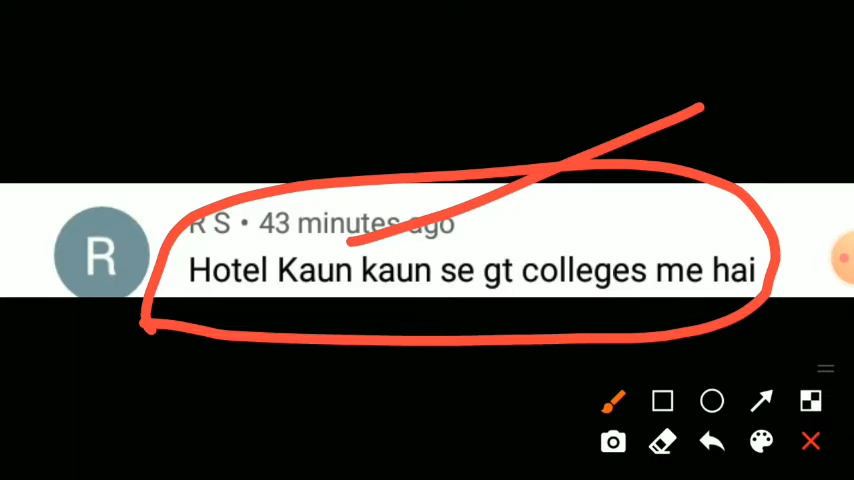 R
R S • 43 minutes ago
Hotel Kaun kaun se gt colleges me hai